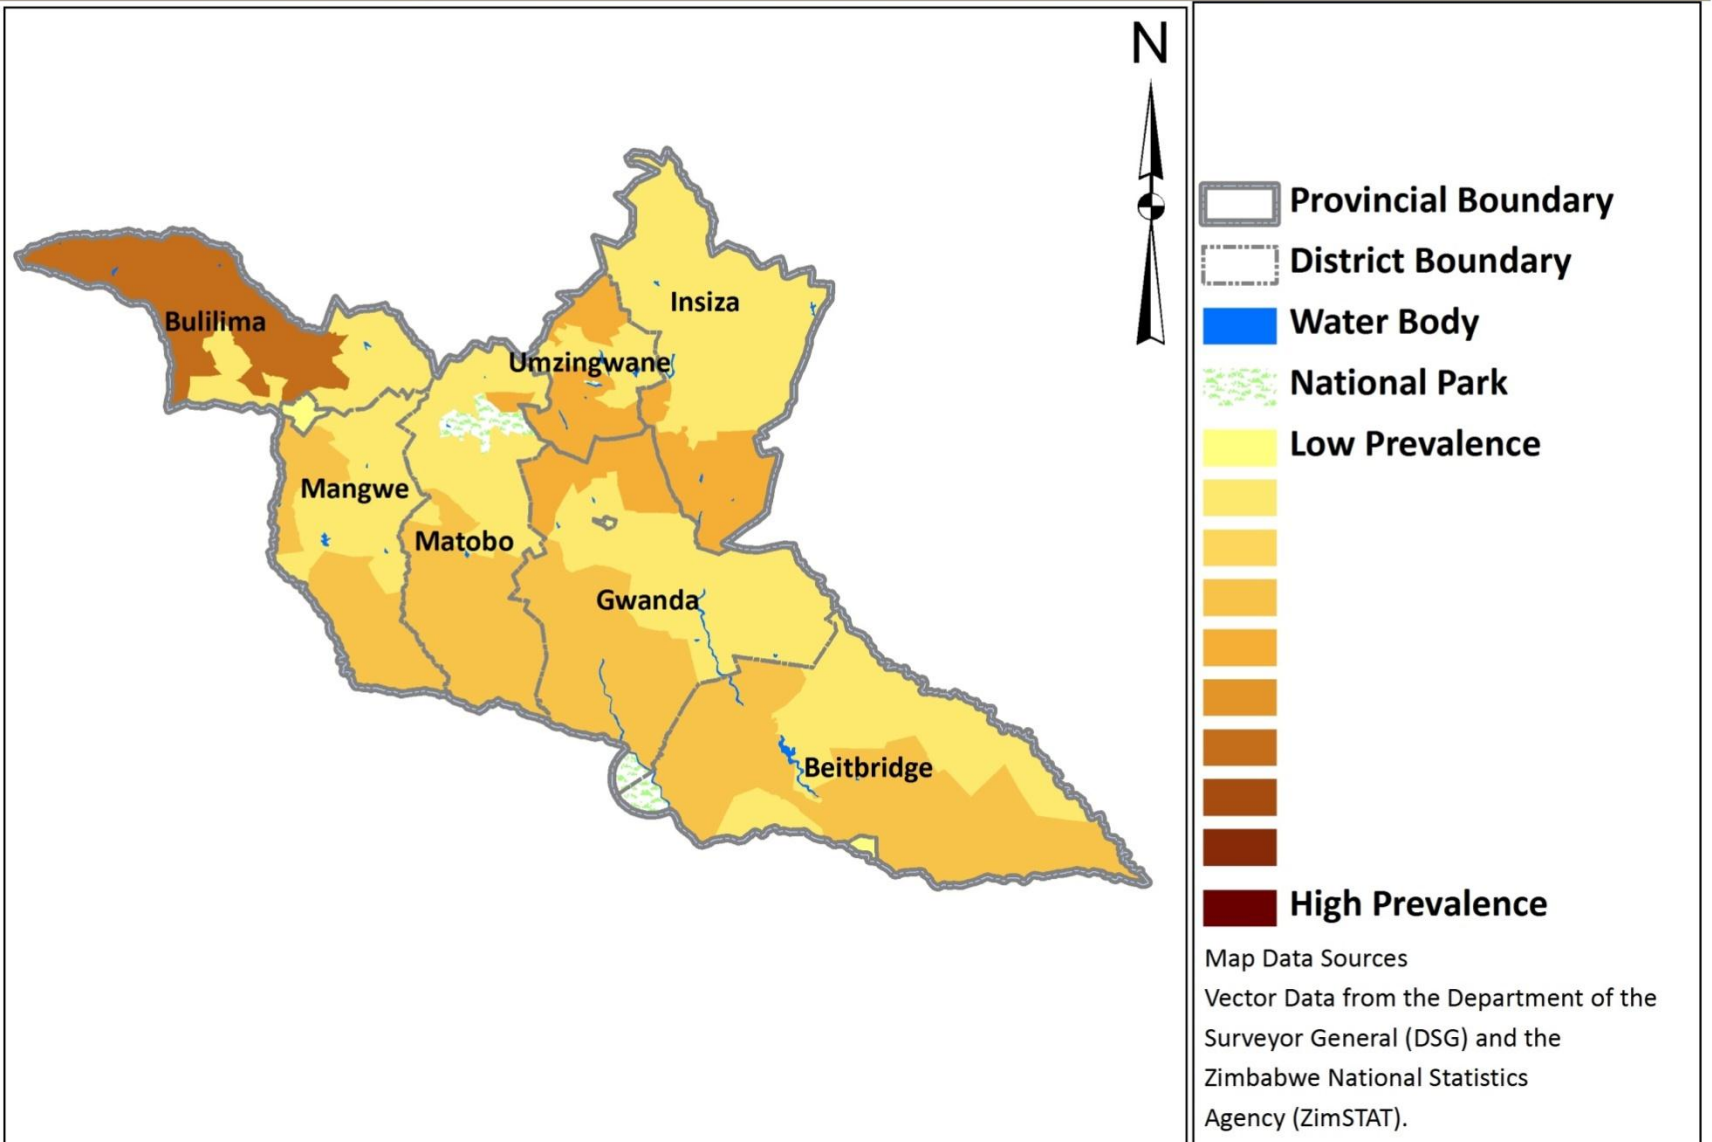 N
Insiza
Bulilima
Umzingwane
Mangwe
Matobo
Gwanda
Beitbridge
Provincial Boundary
District Boundary
Water Body
National Park
Low Prevalence
High Prevalence
Map Data Sources
Vector Data from the Department of the
Surveyor General (DSG) and the
Zimbabwe National Statistics
Agency (ZimSTAT).